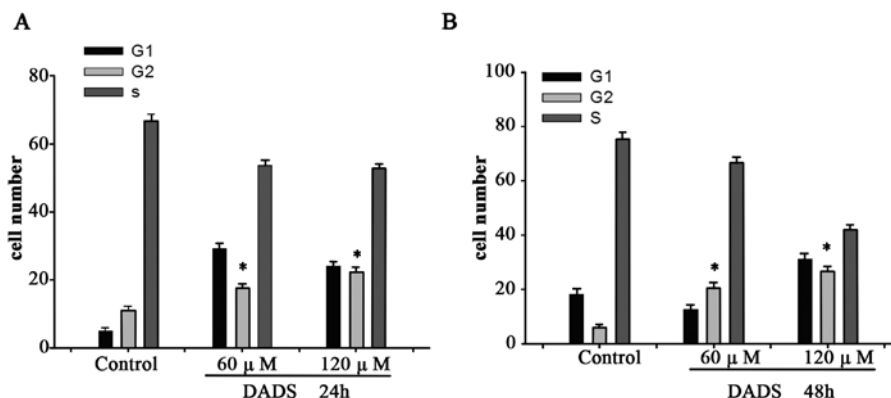 A
G1
G2
s
80
60
40
20
0
cell number
*
*
Control
60 μ M
120 μ M
DADS 24h
B
G1
G2
S
100
80
60
40
20
0
cell number
*
*
Control
60 μ M
120 μ M
DADS 48h